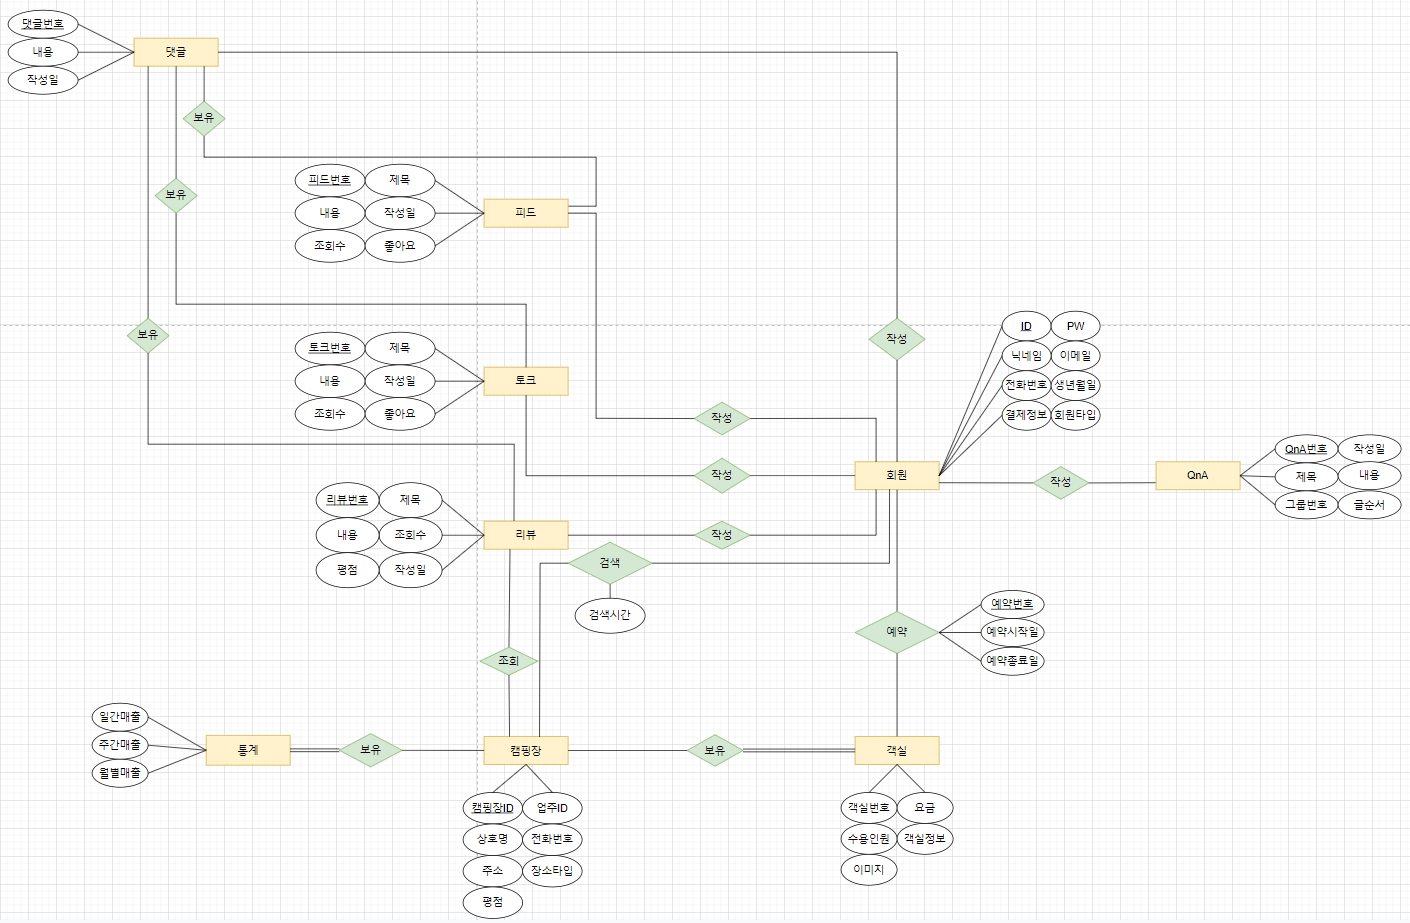 댓글번호
내용
작성일
댓글
보유
보유
보유
피드번호
제목
내용
작성일
조회수
좋아요
피드
토크번호
제목
내용
작성일
조회수
좋아요
토크
작성
작성
작성
작성
ID
PW
닉네임
이메일
전화번호
생년월일
결제정보
회원타입
회원
작성
QnA
QnA번호
작성일
제목
내용
그룹번호
글순서
리뷰번호
제목
내용
조회수
평점
작성일
리뷰
검색
검색시간
조회
예약
예약번호
예약시작일
예약종료일
일간매출
주간매출
월별매출
통계
보유
캠핑장
보유
객실
캠핑장ID
업주ID
상호명
전화번호
주소
장소타입
평점
객실번호
요금
수용인원
객실정보
이미지